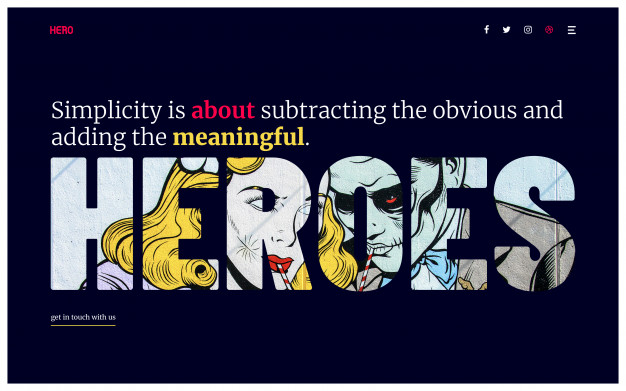 HERO
Simplicity is about subtracting the obvious and
adding the meaningful.
HEROES
get in touch with us